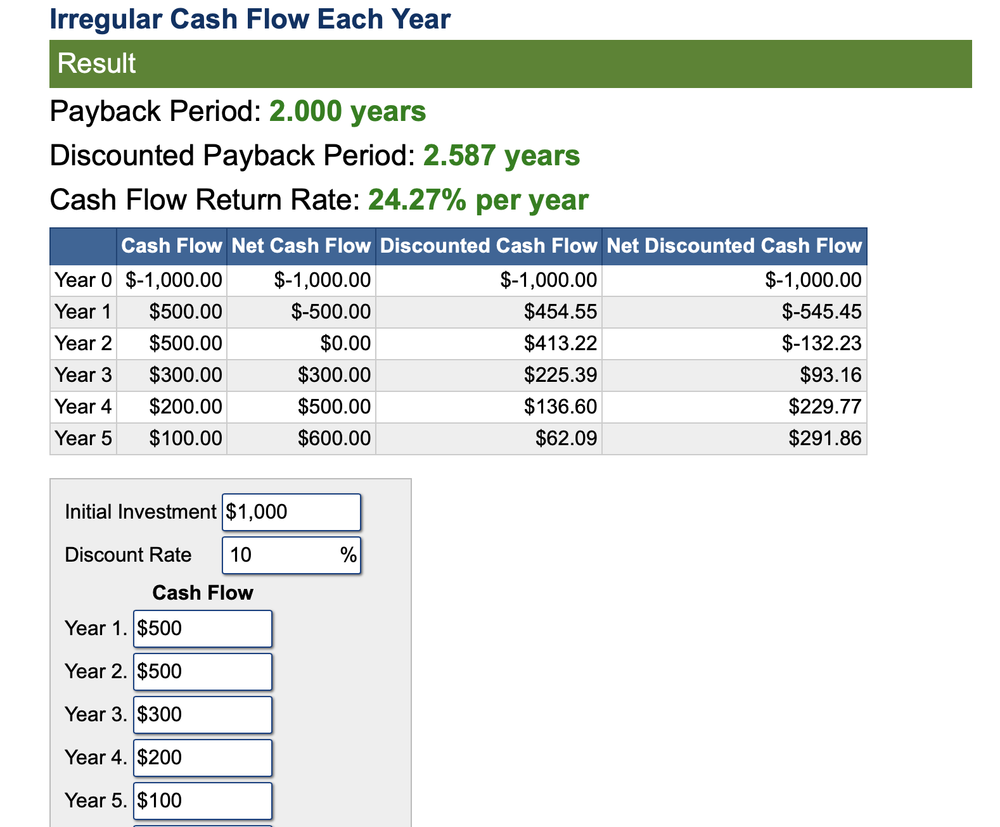 Irregular Cash Flow Each Year
Result
Payback Period: 2.000 years
Discounted Payback Period: 2.587 years
Cash Flow Return Rate: 24.27% per year
Cash Flow Net Cash Flow Discounted Cash Flow Net Discounted Cash Flow
Year 0 $-1,000.00 $-1,000.00 $-1,000.00 $-1,000.00
Year 1 $500.00 $-500.00 $454.55 $-545.45
Year 2 $500.00 $0.00 $413.22 $-132.23
Year 3 $300.00 $300.00 $225.39 $93.16
Year 4 $200.00 $500.00 $136.60 $229.77
Year 5 $100.00 $600.00 $62.09 $291.86
Initial Investment $1,000
Discount Rate 10 %
Cash Flow
Year 1. $500
Year 2. $500
Year 3. $300
Year 4. $200
Year 5. $100